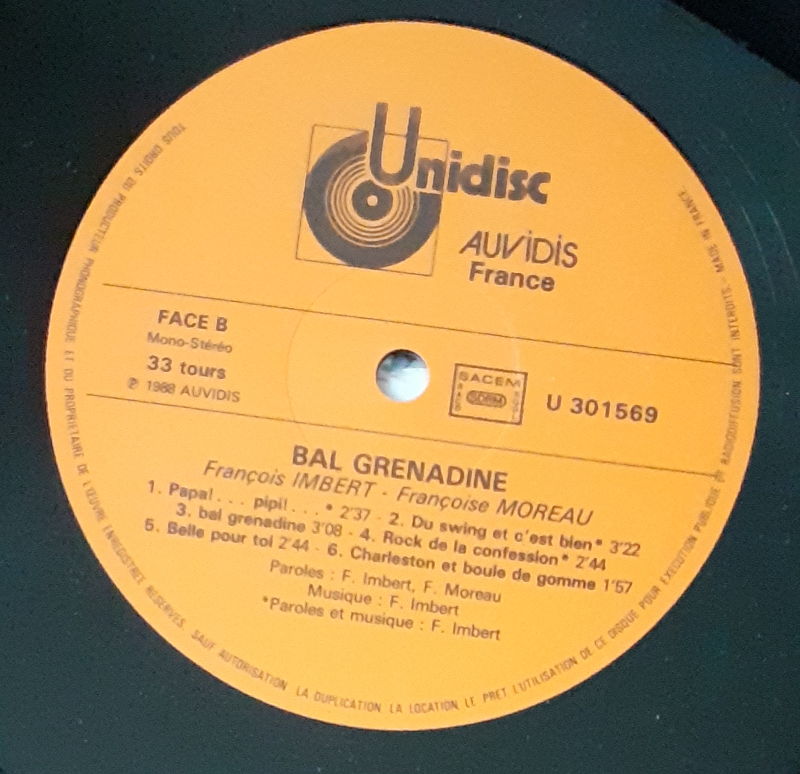 Unidisc
AUVIDIS
France
FACE B
Mono-Stéréo
33 tours
℗ 1988 AUVIDIS
SACEM
SDRM
U 301569
BAL GRENADINE
François IMBERT - Françoise MOREAU
1. Papa! . . . pipi! . . . * 2'37 - 2. Du swing et c'est bien* 3'22
3. bal grenadine 3'08 - 4. Rock de la confession* 2'44
5. Belle pour toi 2'44 - 6. Charleston et boule de gomme 1'57
Paroles : F. Imbert, F. Moreau
Musique : F. Imbert
*Paroles et musique : F. Imbert
TOUS DROITS DU PRODUCTEUR PHONOGRAPHIQUE ET DU PROPRIETAIRE DE L'ŒUVRE ENREGISTREE RESERVES. SAUF AUTORISATION LA DUPLICATION LA LOCATION, LE PRET L'UTILISATION DE CE DISQUE POUR EXECUTION PUBLIQUE ET RADIODIFFUSION SONT INTERDITS - MADE IN FRANCE